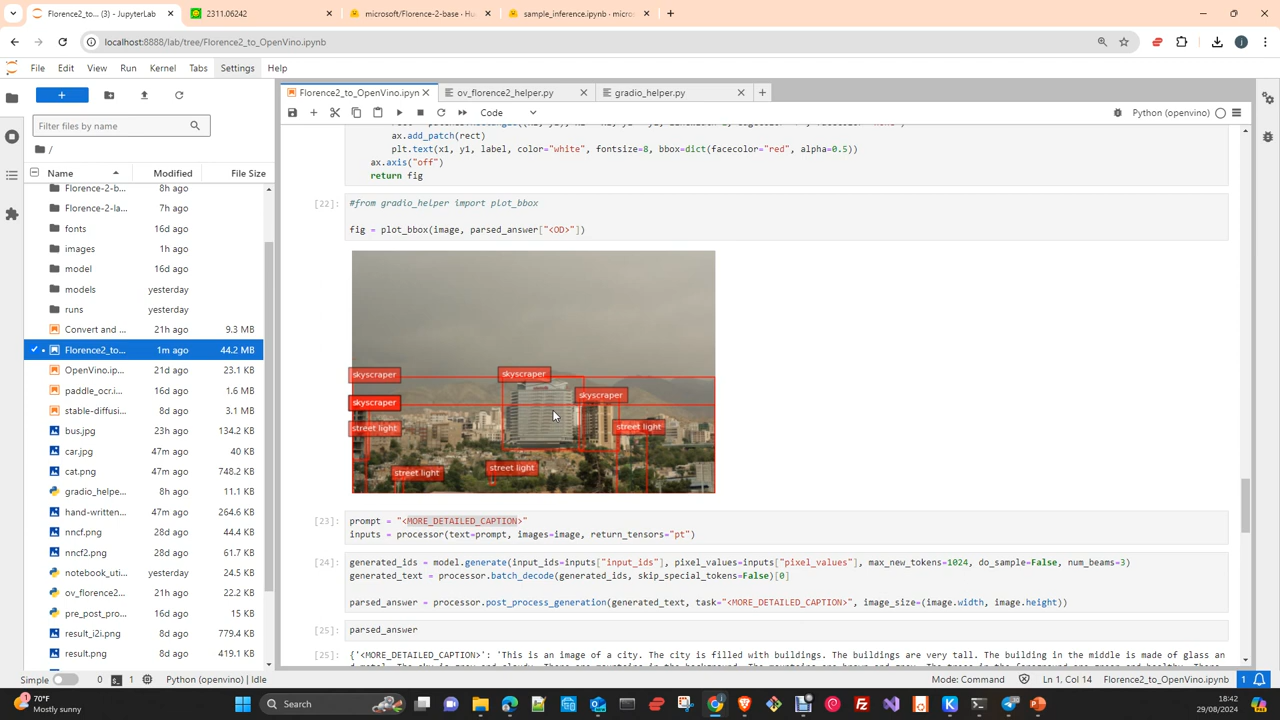 Florence2_to... (3) - JupyterLab
2311.06242
microsoft/Florence-2-base - Hu
sample_inference.ipynb · micros
localhost:8888/lab/tree/Florence2_to_OpenVino.ipynb
File Edit View Run Kernel Tabs Settings Help
Florence2_to_OpenVino.ipyn
ov_florence2_helper.py
gradio_helper.py
Code
Python (openvino)
Filter files by name
/
Name Modified File Size
Florence-2-b... 8h ago
Florence-2-la... 7h ago
fonts 16d ago
images 1h ago
model 16d ago
models yesterday
runs yesterday
Convert and ... 21h ago 9.3 MB
Florence2_to... 1m ago 44.2 MB
OpenVino.ip... 21d ago 23.1 KB
paddle_ocr.i... 16d ago 1.6 MB
stable-diffusi... 8d ago 3.1 MB
bus.jpg 23h ago 134.2 KB
car.jpg 47m ago 40 KB
cat.png 47m ago 748.2 KB
gradio_helpe... 8h ago 11.1 KB
hand-written... 47m ago 264.6 KB
nncf.png 28d ago 44.4 KB
nncf2.png 28d ago 61.7 KB
notebook_uti... yesterday 24.5 KB
ov_florence2... 21h ago 22.2 KB
pre_post_pro... 16d ago 15 KB
result_i2i.png 8d ago 779.4 KB
result.png 8d ago 419.1 KB
ax.add_patch(rect)
plt.text(x1, y1, label, color="white", fontsize=8, bbox=dict(facecolor="red", alpha=0.5))
ax.axis("off")
return fig
[22]: #from gradio_helper import plot_bbox
fig = plot_bbox(image, parsed_answer["<OD>"])
skyscraper
skyscraper
skyscraper
skyscraper
street light
street light
street light
street light
[23]: prompt = "<MORE_DETAILED_CAPTION>"
inputs = processor(text=prompt, images=image, return_tensors="pt")
[24]: generated_ids = model.generate(input_ids=inputs["input_ids"], pixel_values=inputs["pixel_values"], max_new_tokens=1024, do_sample=False, num_beams=3)
generated_text = processor.batch_decode(generated_ids, skip_special_tokens=False)[0]
parsed_answer = processor.post_process_generation(generated_text, task="<MORE_DETAILED_CAPTION>", image_size=(image.width, image.height))
[25]: parsed_answer
[25]: {'<MORE_DETAILED_CAPTION>': 'This is an image of a city. The city is filled with buildings. The buildings are very tall. The building in the middle is made of glass an
Simple 0 1 Python (openvino) | Idle Mode: Command Ln 1, Col 14 Florence2_to_OpenVino.ipynb 1
70°F
Mostly sunny
Search
18:42
29/08/2024